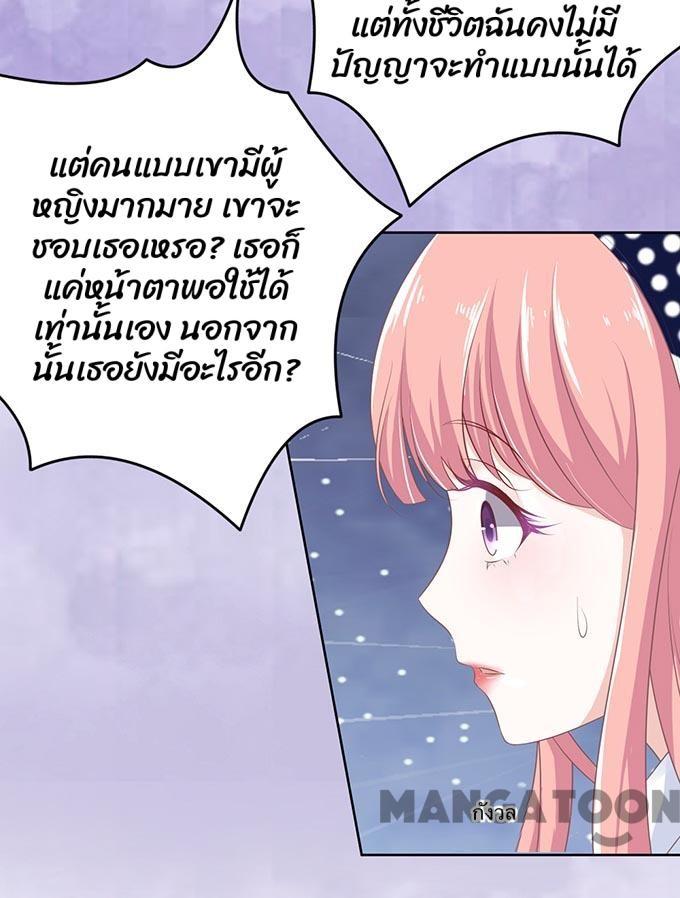 แต่ทั้งชีวิตฉันคงไม่มี
ปัญญาจะทำแบบนั้นได้
แต่คนแบบเขามีผู้
หญิงมากมาย เขาจะ
ชอบเธอเหรอ? เธอก็
แค่หน้าตาพอใช้ได้
เท่านั้นเอง นอกจาก
นั้นเธอยังมีอะไรอีก?
กังวล
MANGATOON